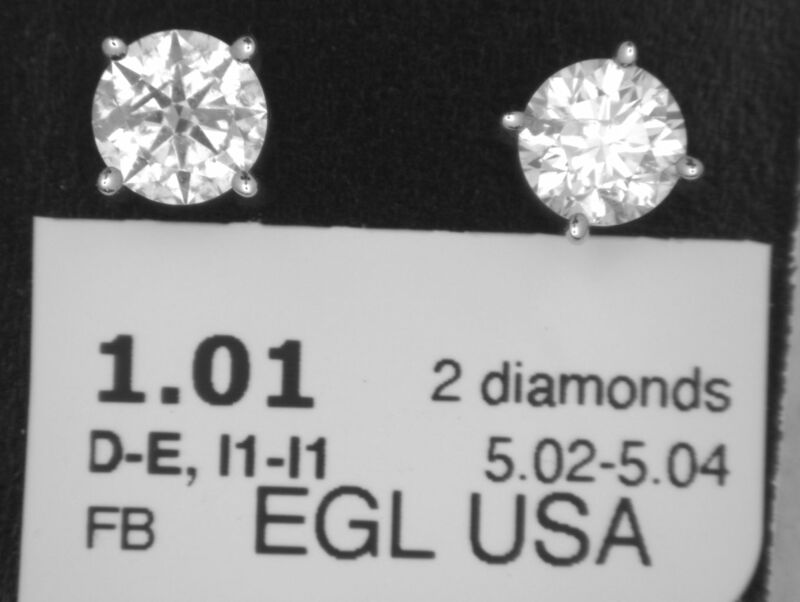 1.01 2 diamonds
D-E, I1-I1 5.02-5.04
FB EGL USA